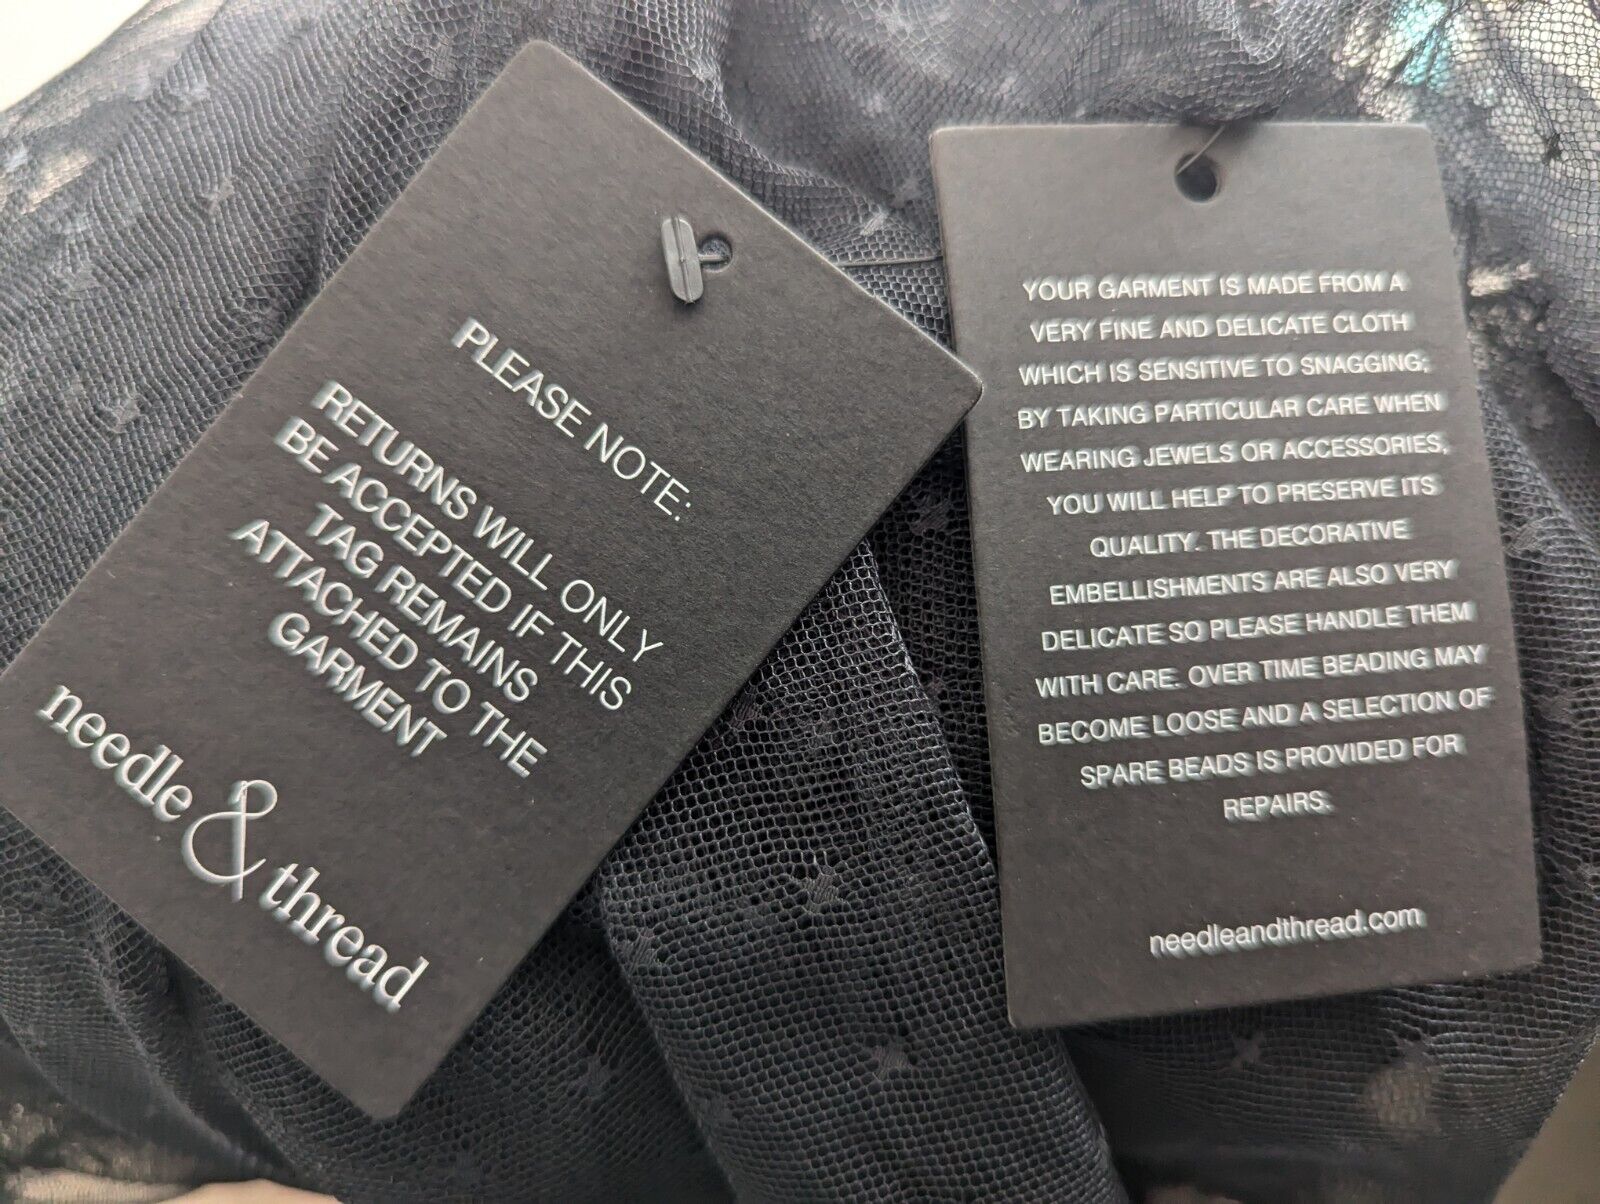 PLEASE NOTE:
RETURNS WILL ONLY
BE ACCEPTED IF THIS
TAG REMAINS
ATTACHED TO THE
GARMENT
needle & thread
YOUR GARMENT IS MADE FROM A
VERY FINE AND DELICATE CLOTH
WHICH IS SENSITIVE TO SNAGGING;
BY TAKING PARTICULAR CARE WHEN
WEARING JEWELS OR ACCESSORIES,
YOU WILL HELP TO PRESERVE ITS
QUALITY. THE DECORATIVE
EMBELLISHMENTS ARE ALSO VERY
DELICATE SO PLEASE HANDLE THEM
WITH CARE. OVER TIME BEADING MAY
BECOME LOOSE AND A SELECTION OF
SPARE BEADS IS PROVIDED FOR
REPAIRS.
needleandthread.com